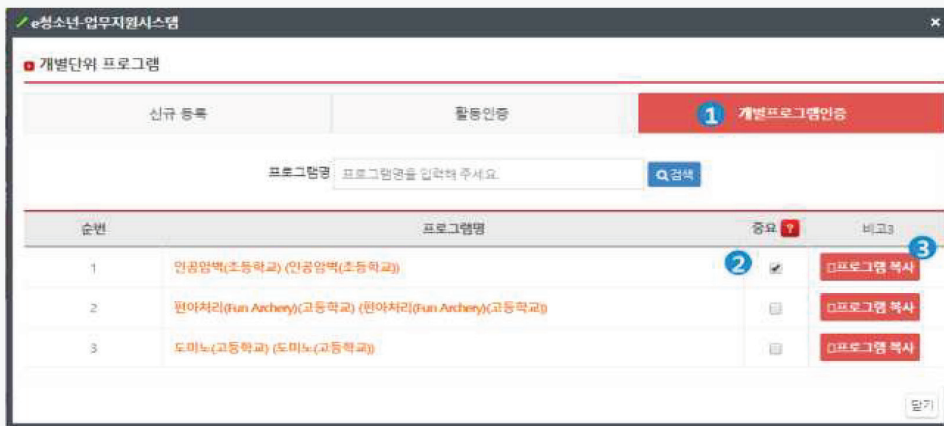 e청소년-업무지원시스템 ×
개별단위 프로그램
신규 등록 활동인증 1 개별프로그램인증
프로그램명 프로그램명을 입력해 주세요. 검색
순번 프로그램명 중요 ? 비고3
1 인공암벽(초등학교) (인공암벽(초등학교)) 2 3 프로그램 복사
2 펀아처리(Fun Archery)(고등학교) (펀아처리(Fun Archery)(고등학교)) 프로그램 복사
3 도미노(고등학교) (도미노(고등학교)) 프로그램 복사
닫기